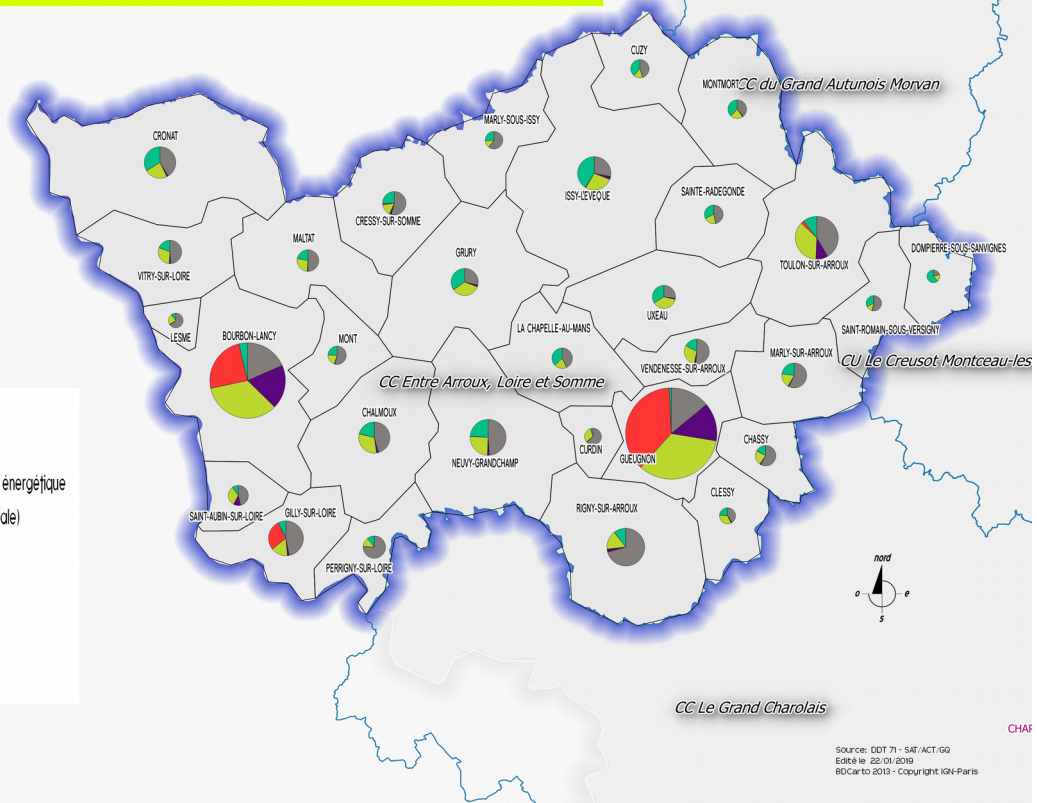 CUZY
MONTMORT
CC du Grand Autunois Morvan
MARLY-SOUS-ISSY
CRONAT
ISSY-L'EVEQUE
SAINTE-RADEGONDE
CRESSY-SUR-SOMME
MALTAT
GRURY
TOULON-SUR-ARROUX
DOMPIERRE-SOUS-SANVIGNES
VITRY-SUR-LOIRE
UXEAU
LESME
BOURBON-LANCY
MONT
LA CHAPELLE-AU-MANS
SAINT-ROMAIN-SOUS-VERSIGNY
VENDENESSE-SUR-ARROUX
MARLY-SUR-ARROUX
CU Le Creusot Montceau-les
CC Entre Arroux, Loire et Somme
CHALMOUX
NEUVY-GRANDCHAMP
CURDIN
GUEUGNON
CHASSY
énergétique
ale)
SAINT-AUBIN-SUR-LOIRE
GILLY-SUR-LOIRE
RIGNY-SUR-ARROUX
CLESSY
PERRIGNY-SUR-LOIRE
nord
o
e
s
CC Le Grand Charolais
CHAR
Source: DDT 71 - SAT/ACT/GQ
Edité le 22/01/2019
BDCarto 2013 - Copyright IGN-Paris